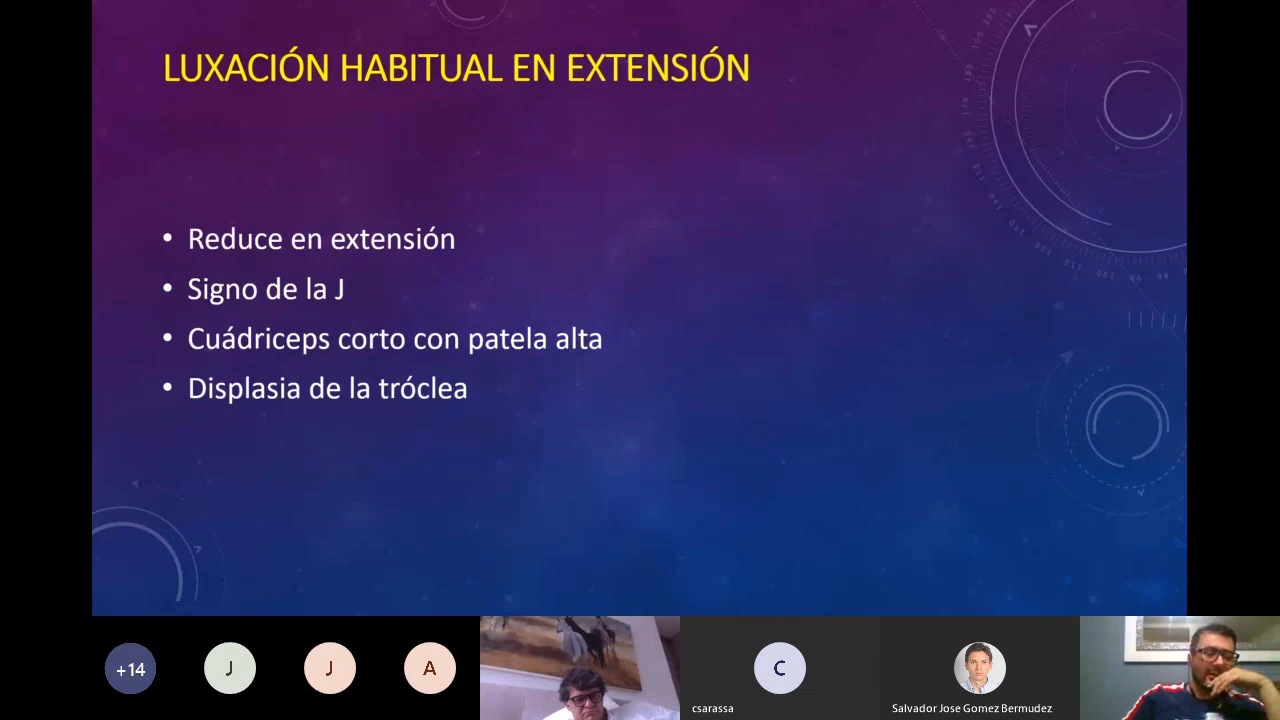 LUXACIÓN HABITUAL EN EXTENSIÓN
• Reduce en extensión
• Signo de la J
• Cuádriceps corto con patela alta
• Displasia de la tróclea
+14
J
J
A
C
csarassa
Salvador Jose Gomez Bermudez